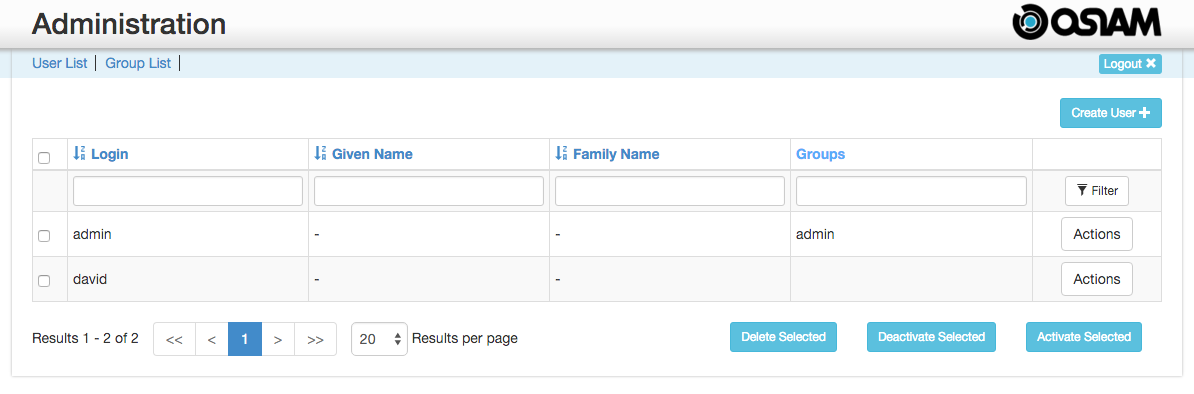 Administration
OSIAM
User List | Group List |
Logout ✖
Create User ✚
Login Given Name Family Name Groups
Filter
admin - - admin Actions
david - - Actions
Results 1 - 2 of 2 << < 1 > >> 20 Results per page Delete Selected Deactivate Selected Activate Selected